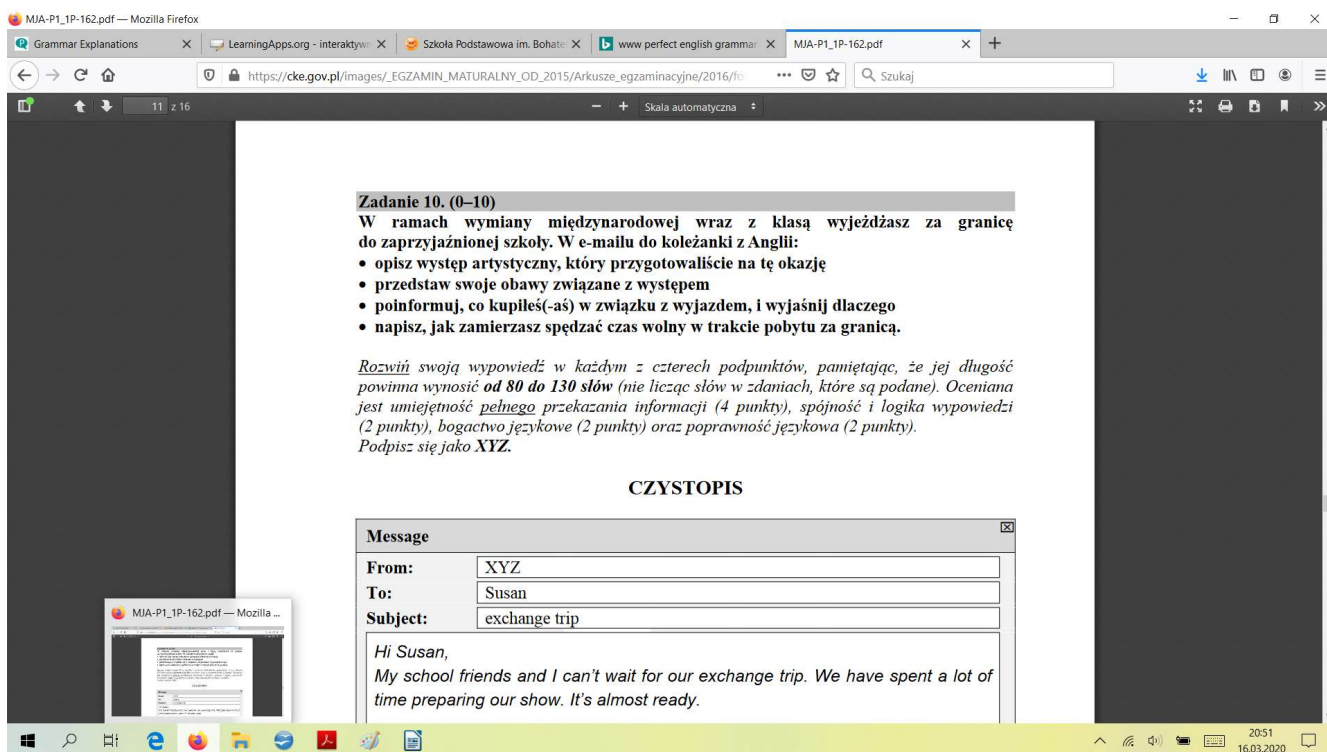 MJA-P1_1P-162.pdf — Mozilla Firefox
Grammar Explanations
LearningApps.org - interaktywn
Szkoła Podstawowa im. Bohate
www perfect english grammar
MJA-P1_1P-162.pdf
https://cke.gov.pl/images/_EGZAMIN_MATURALNY_OD_2015/Arkusze_egzaminacyjne/2016/fo
Szukaj
11 z 16
Skala automatyczna
Zadanie 10. (0–10)
W ramach wymiany międzynarodowej wraz z klasą wyjeżdżasz za granicę
do zaprzyjaźnionej szkoły. W e-mailu do koleżanki z Anglii:
• opisz występ artystyczny, który przygotowaliście na tę okazję
• przedstaw swoje obawy związane z występem
• poinformuj, co kupiłeś(-aś) w związku z wyjazdem, i wyjaśnij dlaczego
• napisz, jak zamierzasz spędzać czas wolny w trakcie pobytu za granicą.
Rozwiń swoją wypowiedź w każdym z czterech podpunktów, pamiętając, że jej długość
powinna wynosić od 80 do 130 słów (nie licząc słów w zdaniach, które są podane). Oceniana
jest umiejętność pełnego przekazania informacji (4 punkty), spójność i logika wypowiedzi
(2 punkty), bogactwo językowe (2 punkty) oraz poprawność językowa (2 punkty).
Podpisz się jako XYZ.
CZYSTOPIS
Message
From: XYZ
To: Susan
Subject: exchange trip
Hi Susan,
My school friends and I can't wait for our exchange trip. We have spent a lot of
time preparing our show. It's almost ready.
MJA-P1_1P-162.pdf — Mozilla ...
20:51
16.03.2020